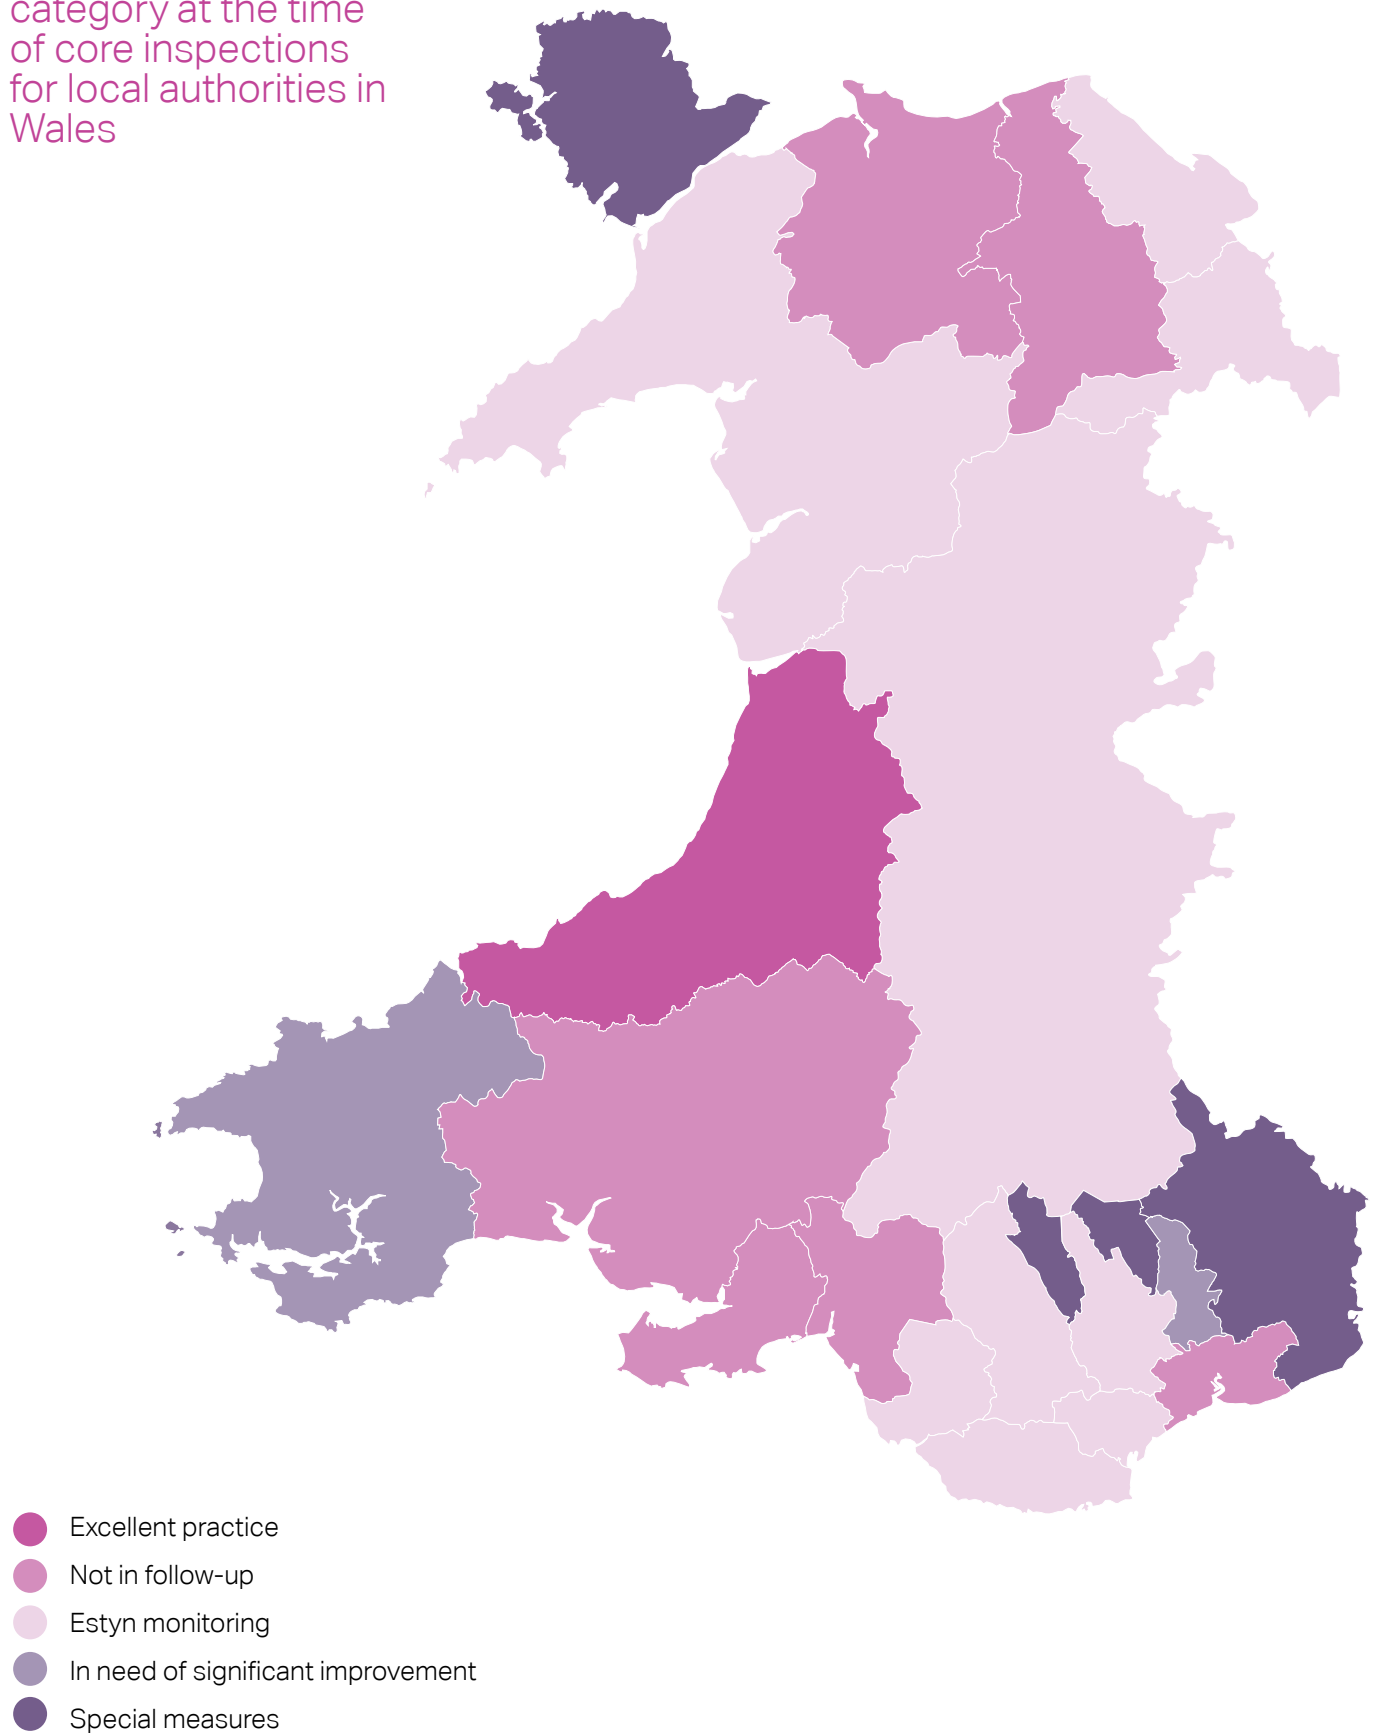 category at the time
of core inspections
for local authorities in
Wales
Excellent practice
Not in follow-up
Estyn monitoring
In need of significant improvement
Special measures